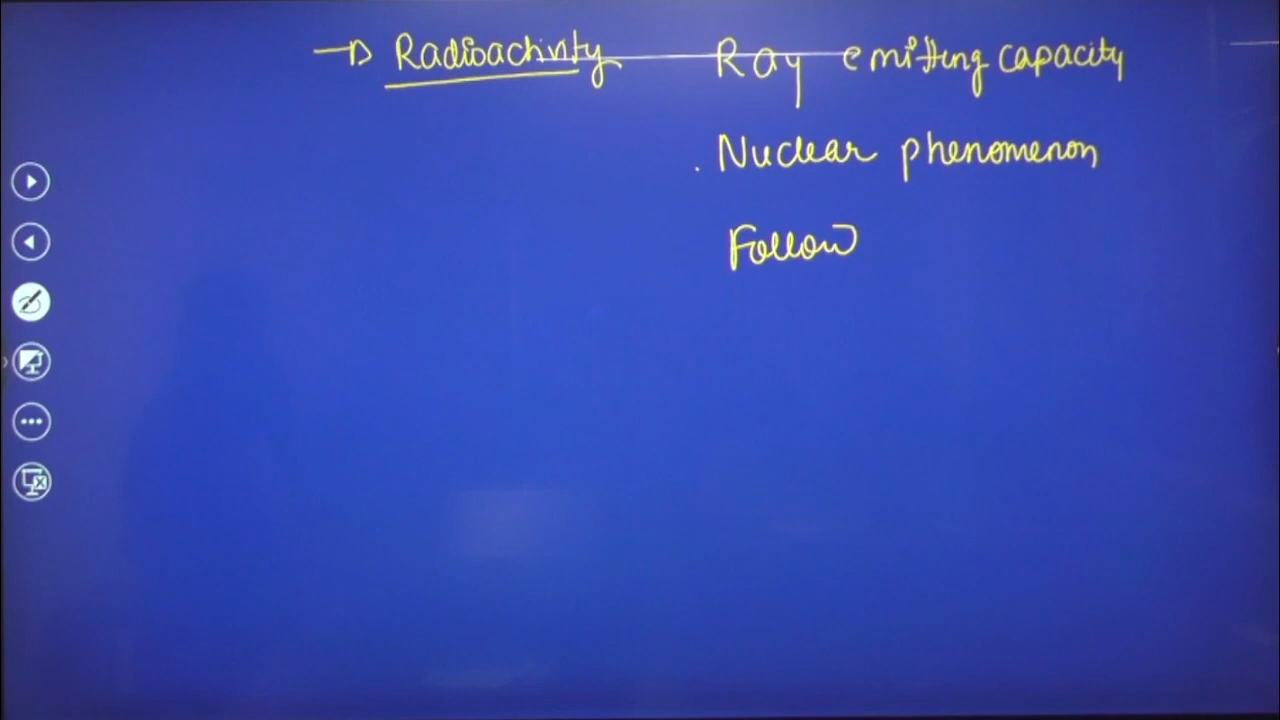 → Radioactivity Ray emitting capacity
. Nuclear phenomenon
Follow